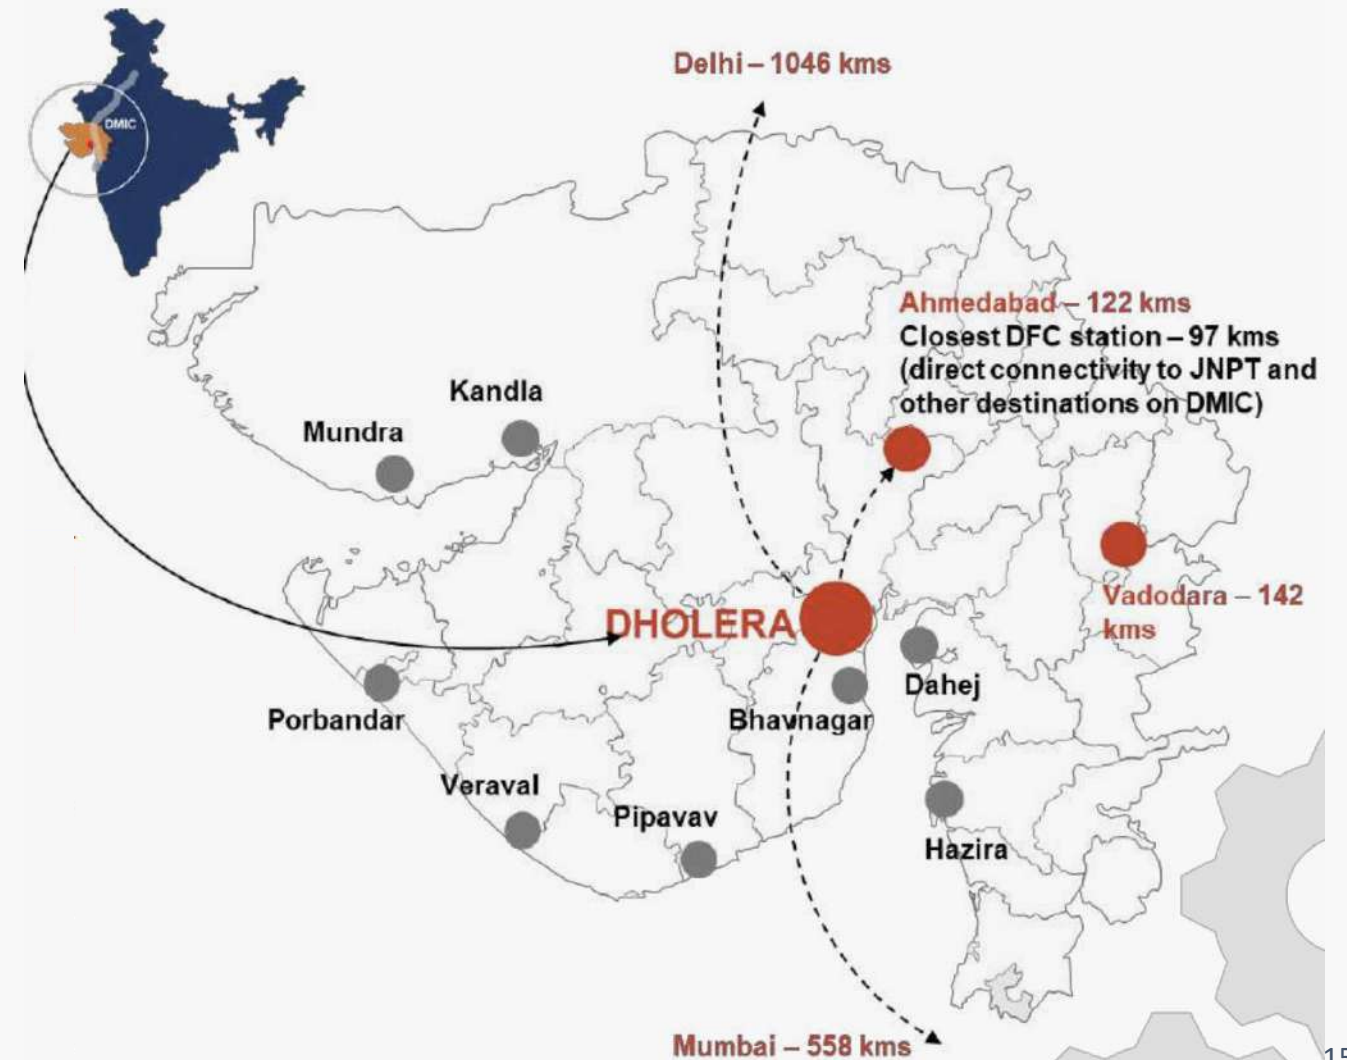 Delhi – 1046 kms
DMIC
Ahmedabad – 122 kms
Closest DFC station – 97 kms
(direct connectivity to JNPT and
other destinations on DMIC)
Kandla
Mundra
DHOLERA
Vadodara – 142
kms
Dahej
Porbandar
Bhavnagar
Veraval
Pipavav
Hazira
Mumbai – 558 kms